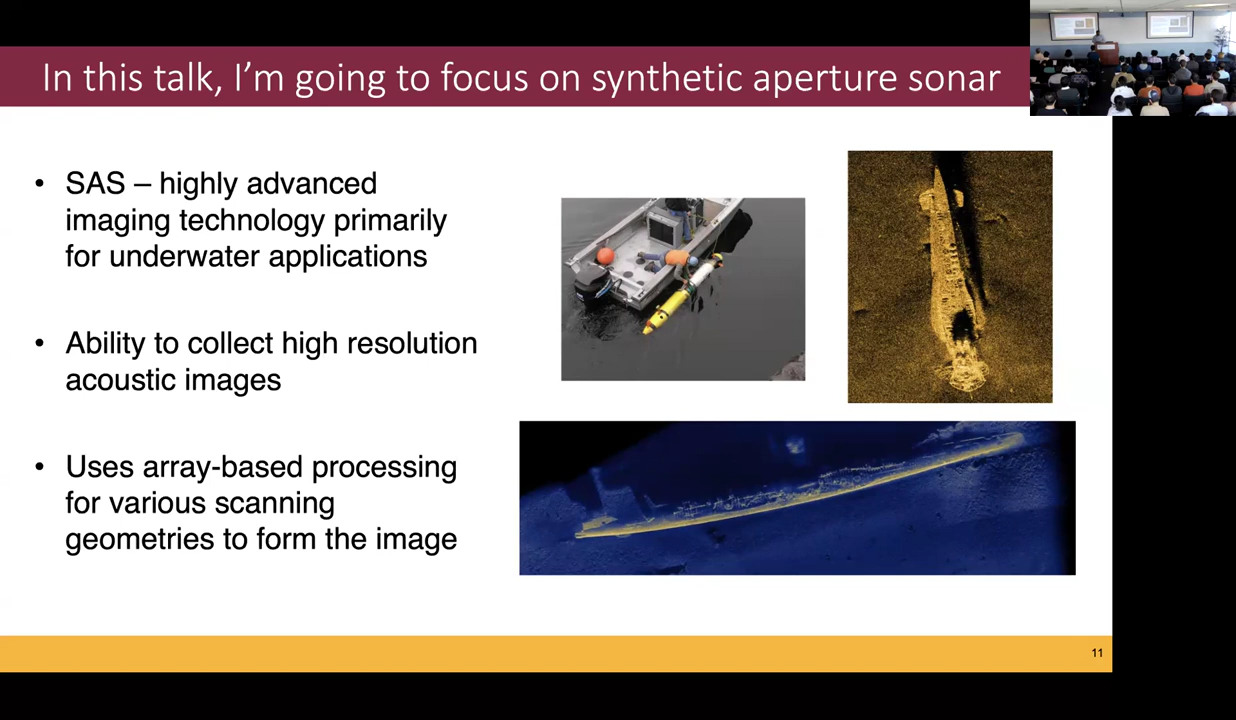 In this talk, I'm going to focus on synthetic aperture sonar
• SAS – highly advanced
imaging technology primarily
for underwater applications
• Ability to collect high resolution
acoustic images
• Uses array-based processing
for various scanning
geometries to form the image
11